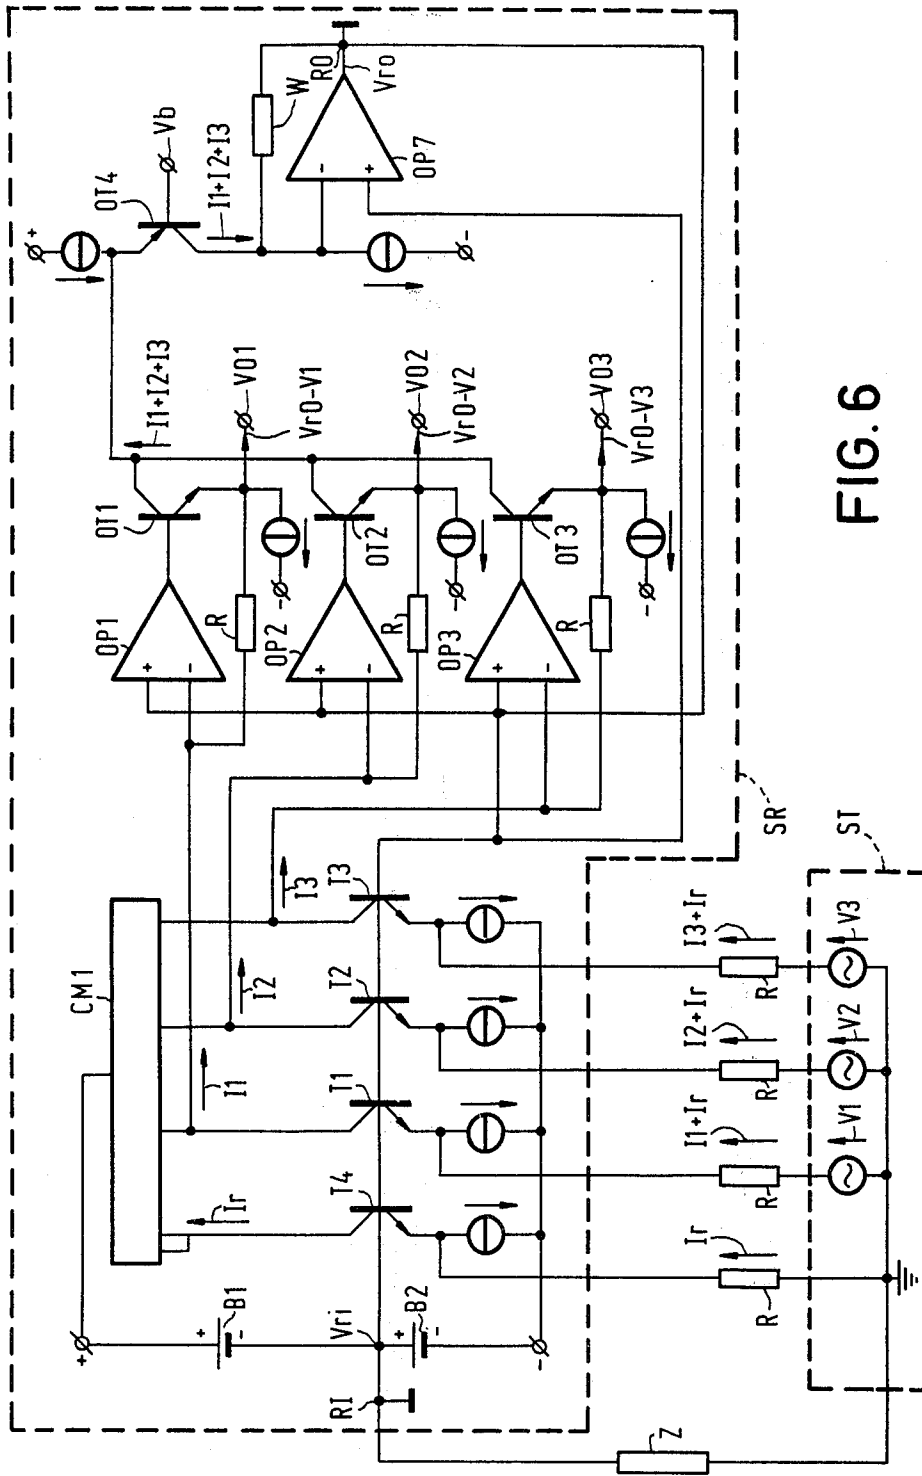 CM1
+
B1
+
-
Vri
B2
+
-
-
RI
Ir
I1
I2
I3
T4
T1
T2
T3
OP1
+
-
OT1
R
-
I1+I2+I3
V01
Vr0-V1
OP2
+
-
OT2
R
-
V02
Vr0-V2
OP3
+
-
OT3
R
-
V03
Vr0-V3
+
OT4
Vb
I1+I2+I3
W
-
-
+
OP7
R0
Vro
SR
ST
Z
R
Ir
R
I1+Ir
V1
R
I2+Ir
V2
R
I3+Ir
V3
FIG.6